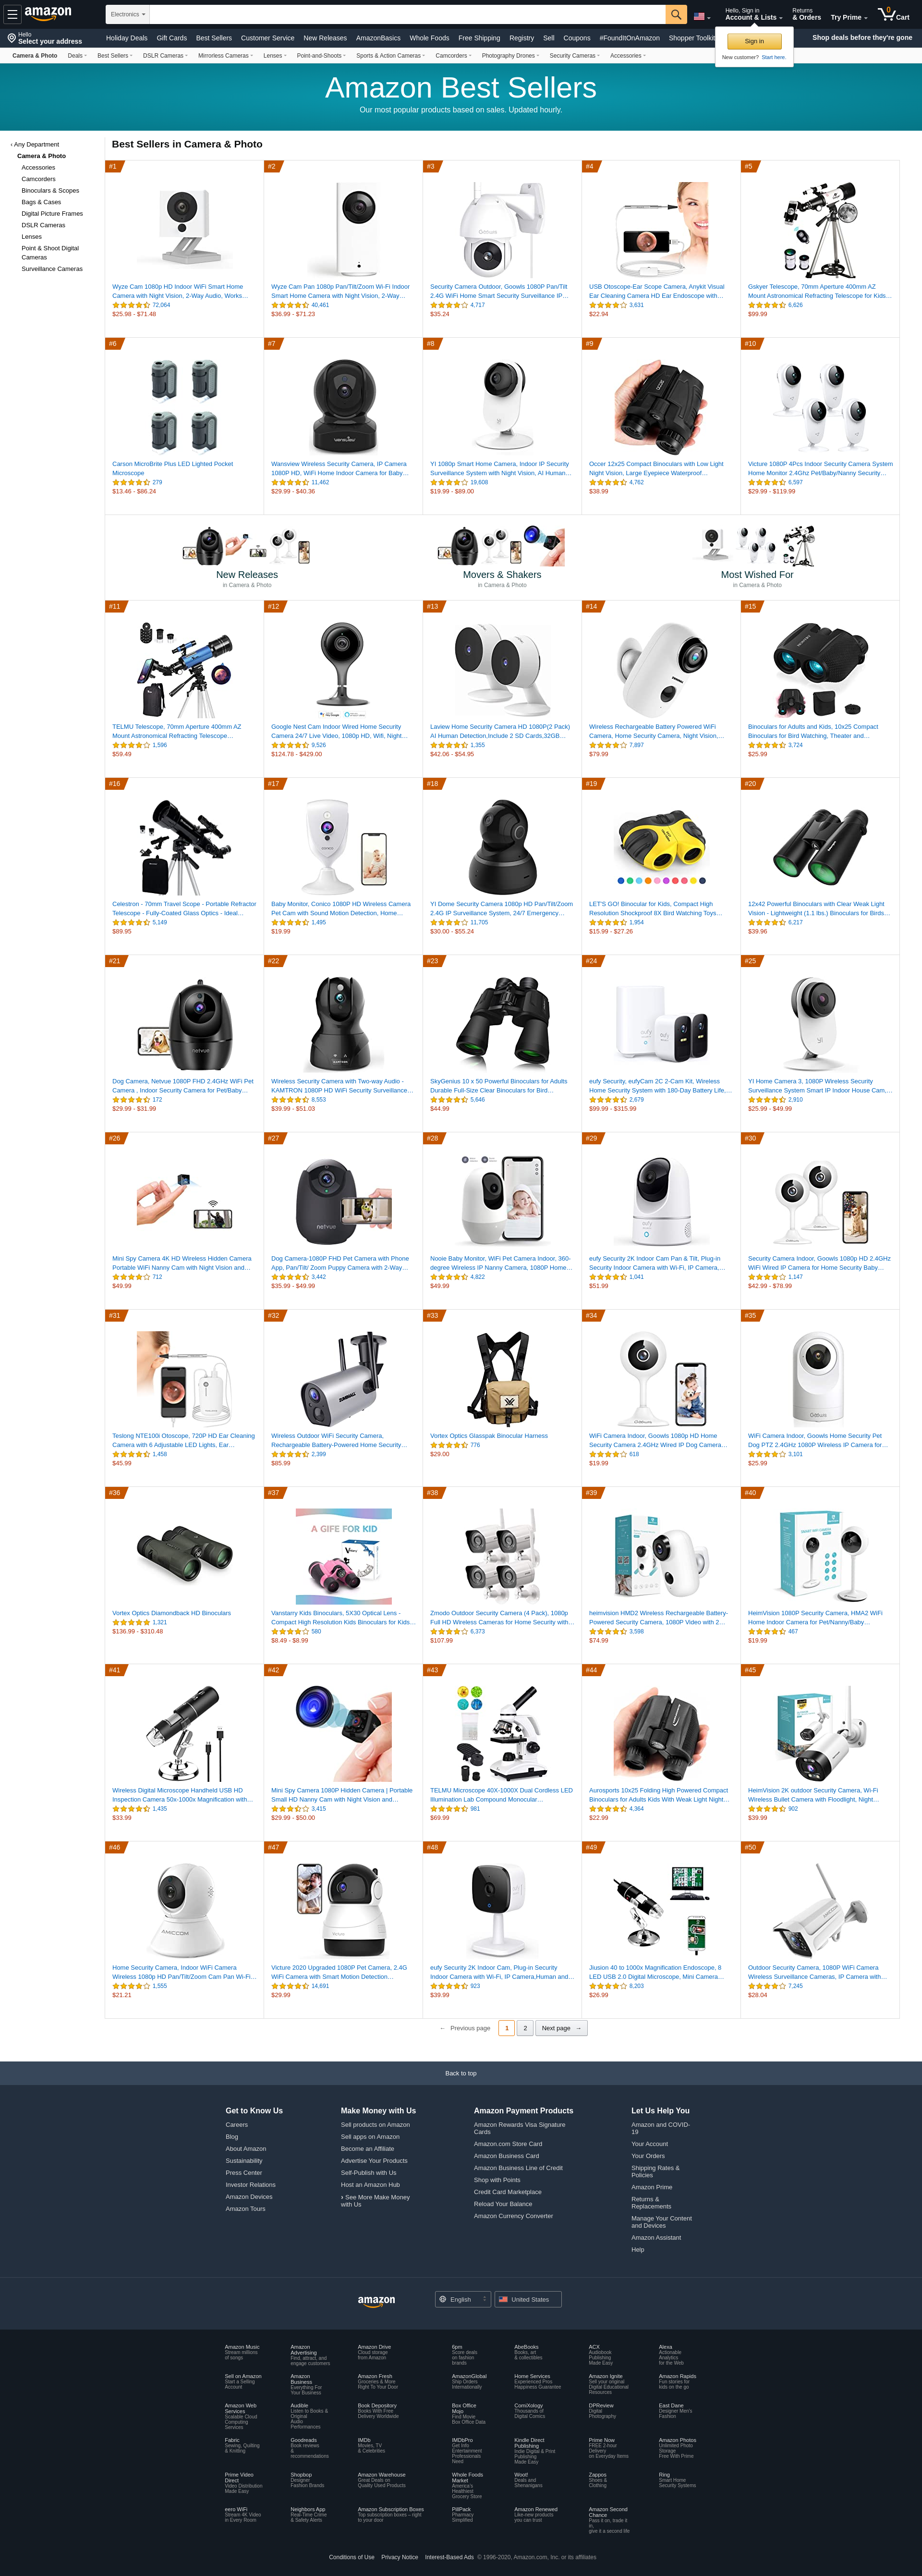 amazon
Electronics
Hello, Sign in
Account & Lists
Returns
& Orders
Try Prime
0
Cart
Hello
Select your address
Holiday Deals
Gift Cards
Best Sellers
Customer Service
New Releases
AmazonBasics
Whole Foods
Free Shipping
Registry
Sell
Coupons
#FoundItOnAmazon
Shopper Toolkit
Shop deals before they're gone
Sign in
New customer? Start here.
Camera & Photo
Deals
Best Sellers
DSLR Cameras
Mirrorless Cameras
Lenses
Point-and-Shoots
Sports & Action Cameras
Camcorders
Photography Drones
Security Cameras
Accessories
Amazon Best Sellers
Our most popular products based on sales. Updated hourly.
‹ Any Department
Camera & Photo
Accessories
Camcorders
Binoculars & Scopes
Bags & Cases
Digital Picture Frames
DSLR Cameras
Lenses
Point & Shoot Digital
Cameras
Surveillance Cameras
Best Sellers in Camera & Photo
#1
Wyze Cam 1080p HD Indoor WiFi Smart Home
Camera with Night Vision, 2-Way Audio, Works…
72,064
$25.98 - $71.48
#2
Wyze Cam Pan 1080p Pan/Tilt/Zoom Wi-Fi Indoor
Smart Home Camera with Night Vision, 2-Way…
40,461
$36.99 - $71.23
#3
Security Camera Outdoor, Goowls 1080P Pan/Tilt
2.4G WiFi Home Smart Security Surveillance IP…
4,717
$35.24
#4
USB Otoscope-Ear Scope Camera, Anykit Visual
Ear Cleaning Camera HD Ear Endoscope with…
3,631
$22.94
#5
Gskyer Telescope, 70mm Aperture 400mm AZ
Mount Astronomical Refracting Telescope for Kids…
6,626
$99.99
#6
Carson MicroBrite Plus LED Lighted Pocket
Microscope
279
$13.46 - $86.24
#7
Wansview Wireless Security Camera, IP Camera
1080P HD, WiFi Home Indoor Camera for Baby…
11,462
$29.99 - $40.36
#8
YI 1080p Smart Home Camera, Indoor IP Security
Surveillance System with Night Vision, AI Human…
19,608
$19.99 - $89.00
#9
Occer 12x25 Compact Binoculars with Low Light
Night Vision, Large Eyepiece Waterproof…
4,762
$38.99
#10
Victure 1080P 4Pcs Indoor Security Camera System
Home Monitor 2.4Ghz Pet/Baby/Nanny Security…
6,597
$29.99 - $119.99
New Releases
in Camera & Photo
Movers & Shakers
in Camera & Photo
Most Wished For
in Camera & Photo
#11
TELMU Telescope, 70mm Aperture 400mm AZ
Mount Astronomical Refracting Telescope…
1,596
$59.49
#12
Google Nest Cam Indoor Wired Home Security
Camera 24/7 Live Video, 1080p HD, Wifi, Night…
9,526
$124.78 - $429.00
#13
Laview Home Security Camera HD 1080P(2 Pack)
AI Human Detection,Include 2 SD Cards,32GB…
1,355
$42.06 - $54.95
#14
Wireless Rechargeable Battery Powered WiFi
Camera, Home Security Camera, Night Vision,…
7,897
$79.99
#15
Binoculars for Adults and Kids, 10x25 Compact
Binoculars for Bird Watching, Theater and…
3,724
$25.99
#16
Celestron - 70mm Travel Scope - Portable Refractor
Telescope - Fully-Coated Glass Optics - Ideal…
5,149
$89.95
#17
Baby Monitor, Conico 1080P HD Wireless Camera
Pet Cam with Sound Motion Detection, Home…
1,495
$19.99
#18
YI Dome Security Camera 1080p HD Pan/Tilt/Zoom
2.4G IP Surveillance System, 24/7 Emergency…
11,705
$30.00 - $55.24
#19
LET'S GO! Binocular for Kids, Compact High
Resolution Shockproof 8X Bird Watching Toys…
1,954
$15.99 - $27.26
#20
12x42 Powerful Binoculars with Clear Weak Light
Vision - Lightweight (1.1 lbs.) Binoculars for Birds…
6,217
$39.96
#21
Dog Camera, Netvue 1080P FHD 2.4GHz WiFi Pet
Camera , Indoor Security Camera for Pet/Baby…
172
$29.99 - $31.99
#22
Wireless Security Camera with Two-way Audio -
KAMTRON 1080P HD WiFi Security Surveillance…
8,553
$39.99 - $51.03
#23
SkyGenius 10 x 50 Powerful Binoculars for Adults
Durable Full-Size Clear Binoculars for Bird…
5,646
$44.99
#24
eufy Security, eufyCam 2C 2-Cam Kit, Wireless
Home Security System with 180-Day Battery Life,…
2,679
$99.99 - $315.99
#25
YI Home Camera 3, 1080P Wireless Security
Surveillance System Smart IP Indoor House Cam,…
2,910
$25.99 - $49.99
#26
Mini Spy Camera 4K HD Wireless Hidden Camera
Portable WiFi Nanny Cam with Night Vision and…
712
$49.99
#27
Dog Camera-1080P FHD Pet Camera with Phone
App, Pan/Tilt/ Zoom Puppy Camera with 2-Way…
3,442
$35.99 - $49.99
#28
Nooie Baby Monitor, WiFi Pet Camera Indoor, 360-
degree Wireless IP Nanny Camera, 1080P Home…
4,822
$49.99
#29
eufy Security 2K Indoor Cam Pan & Tilt, Plug-in
Security Indoor Camera with Wi-Fi, IP Camera,…
1,041
$51.99
#30
Security Camera Indoor, Goowls 1080p HD 2.4GHz
WiFi Wired IP Camera for Home Security Baby…
1,147
$42.99 - $78.99
#31
Teslong NTE100i Otoscope, 720P HD Ear Cleaning
Camera with 6 Adjustable LED Lights, Ear…
1,458
$45.99
#32
Wireless Outdoor WiFi Security Camera,
Rechargeable Battery-Powered Home Security…
2,399
$85.99
#33
Vortex Optics Glasspak Binocular Harness
776
$29.00
#34
WiFi Camera Indoor, Goowls 1080p HD Home
Security Camera 2.4GHz Wired IP Dog Camera…
618
$19.99
#35
WiFi Camera Indoor, Goowls Home Security Pet
Dog PTZ 2.4GHz 1080P Wireless IP Camera for…
3,101
$25.99
#36
Vortex Optics Diamondback HD Binoculars
1,321
$136.99 - $310.48
#37
A GIFE FOR KID
Vanstarry Kids Binoculars, 5X30 Optical Lens -
Compact High Resolution Kids Binoculars for Kids…
580
$8.49 - $8.99
#38
Zmodo Outdoor Security Camera (4 Pack), 1080p
Full HD Wireless Cameras for Home Security with…
6,373
$107.99
#39
heimvision HMD2 Wireless Rechargeable Battery-
Powered Security Camera, 1080P Video with 2…
3,598
$74.99
#40
HeimVision 1080P Security Camera, HMA2 WiFi
Home Indoor Camera for Pet/Nanny/Baby…
467
$19.99
#41
Wireless Digital Microscope Handheld USB HD
Inspection Camera 50x-1000x Magnification with…
1,435
$33.99
#42
Mini Spy Camera 1080P Hidden Camera | Portable
Small HD Nanny Cam with Night Vision and…
3,415
$29.99 - $50.00
#43
TELMU Microscope 40X-1000X Dual Cordless LED
Illumination Lab Compound Monocular…
981
$69.99
#44
Aurosports 10x25 Folding High Powered Compact
Binoculars for Adults Kids With Weak Light Night…
4,364
$22.99
#45
HeimVision 2K outdoor Security Camera, Wi-Fi
Wireless Bullet Camera with Floodlight, Night…
902
$39.99
#46
Home Security Camera, Indoor WiFi Camera
Wireless 1080p HD Pan/Tilt/Zoom Cam Pan Wi-Fi…
1,555
$21.21
#47
Victure 2020 Upgraded 1080P Pet Camera, 2.4G
WiFi Camera with Smart Motion Detection…
14,691
$29.99
#48
eufy Security 2K Indoor Cam, Plug-in Security
Indoor Camera with Wi-Fi, IP Camera,Human and…
923
$39.99
#49
Jiusion 40 to 1000x Magnification Endoscope, 8
LED USB 2.0 Digital Microscope, Mini Camera…
8,203
$26.99
#50
Outdoor Security Camera, 1080P WiFi Camera
Wireless Surveillance Cameras, IP Camera with…
7,245
$28.04
← Previous page
1
2
Next page →
Back to top
Get to Know Us
Careers
Blog
About Amazon
Sustainability
Press Center
Investor Relations
Amazon Devices
Amazon Tours
Make Money with Us
Sell products on Amazon
Sell apps on Amazon
Become an Affiliate
Advertise Your Products
Self-Publish with Us
Host an Amazon Hub
› See More Make Money
with Us
Amazon Payment Products
Amazon Rewards Visa Signature
Cards
Amazon.com Store Card
Amazon Business Card
Amazon Business Line of Credit
Shop with Points
Credit Card Marketplace
Reload Your Balance
Amazon Currency Converter
Let Us Help You
Amazon and COVID-
19
Your Account
Your Orders
Shipping Rates &
Policies
Amazon Prime
Returns &
Replacements
Manage Your Content
and Devices
Amazon Assistant
Help
amazon
English
United States
Amazon Music
Stream millions
of songs
Amazon
Advertising
Find, attract, and
engage customers
Amazon Drive
Cloud storage
from Amazon
6pm
Score deals
on fashion
brands
AbeBooks
Books, art
& collectibles
ACX
Audiobook
Publishing
Made Easy
Alexa
Actionable
Analytics
for the Web
Sell on Amazon
Start a Selling
Account
Amazon
Business
Everything For
Your Business
Amazon Fresh
Groceries & More
Right To Your Door
AmazonGlobal
Ship Orders
Internationally
Home Services
Experienced Pros
Happiness Guarantee
Amazon Ignite
Sell your original
Digital Educational
Resources
Amazon Rapids
Fun stories for
kids on the go
Amazon Web
Services
Scalable Cloud
Computing
Services
Audible
Listen to Books &
Original
Audio
Performances
Book Depository
Books With Free
Delivery Worldwide
Box Office
Mojo
Find Movie
Box Office Data
ComiXology
Thousands of
Digital Comics
DPReview
Digital
Photography
East Dane
Designer Men's
Fashion
Fabric
Sewing, Quilting
& Knitting
Goodreads
Book reviews
&
recommendations
IMDb
Movies, TV
& Celebrities
IMDbPro
Get Info
Entertainment
Professionals
Need
Kindle Direct
Publishing
Indie Digital & Print
Publishing
Made Easy
Prime Now
FREE 2-hour
Delivery
on Everyday Items
Amazon Photos
Unlimited Photo
Storage
Free With Prime
Prime Video
Direct
Video Distribution
Made Easy
Shopbop
Designer
Fashion Brands
Amazon Warehouse
Great Deals on
Quality Used Products
Whole Foods
Market
America's
Healthiest
Grocery Store
Woot!
Deals and
Shenanigans
Zappos
Shoes &
Clothing
Ring
Smart Home
Security Systems
eero WiFi
Stream 4K Video
in Every Room
Neighbors App
Real-Time Crime
& Safety Alerts
Amazon Subscription Boxes
Top subscription boxes – right
to your door
PillPack
Pharmacy
Simplified
Amazon Renewed
Like-new products
you can trust
Amazon Second
Chance
Pass it on, trade it
in,
give it a second life
Conditions of Use
Privacy Notice
Interest-Based Ads
© 1996-2020, Amazon.com, Inc. or its affiliates